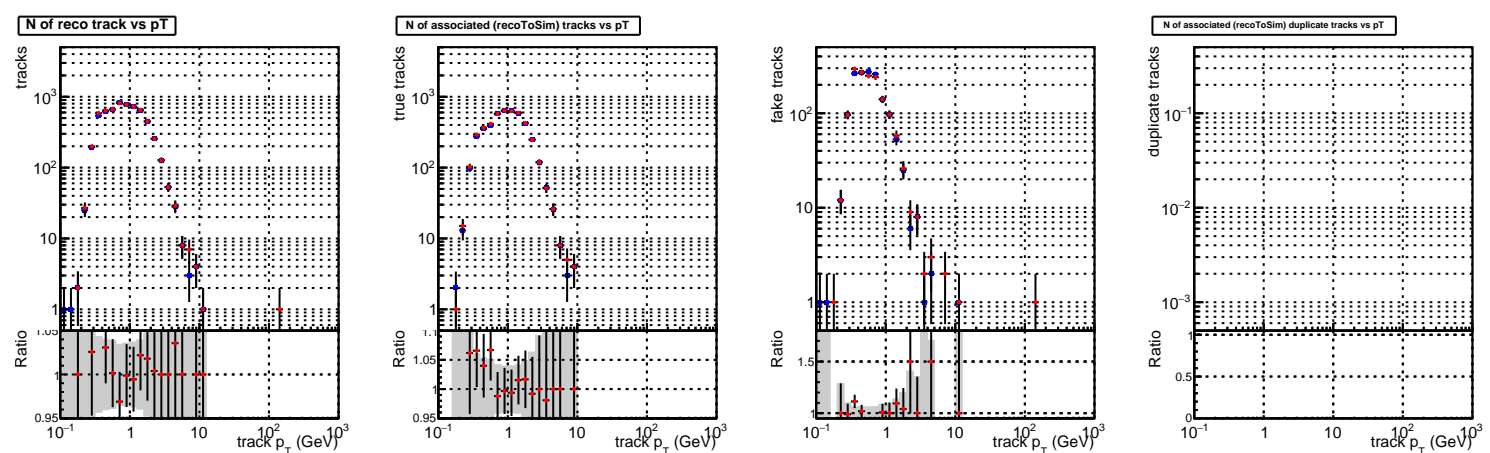 N of reco track vs pT
tracks
10³
10²
10
1
Ratio
1.05
1
0.95
10⁻¹ 1 10 10² 10³
track p_T (GeV)
N of associated (recoToSim) tracks vs pT
true tracks
10³
10²
10
1
Ratio
1.1
1.05
1
0.95
10⁻¹ 1 10 10² 10³
track p_T (GeV)
fake tracks
10²
10
1
Ratio
1.5
1
10⁻¹ 1 10 10² 10³
track p_T (GeV)
N of associated (recoToSim) duplicate tracks vs pT
duplicate tracks
10⁻¹
10⁻²
10⁻³
Ratio
1
0.5
0
10⁻¹ 1 10 10² 10³
track p_T (GeV)